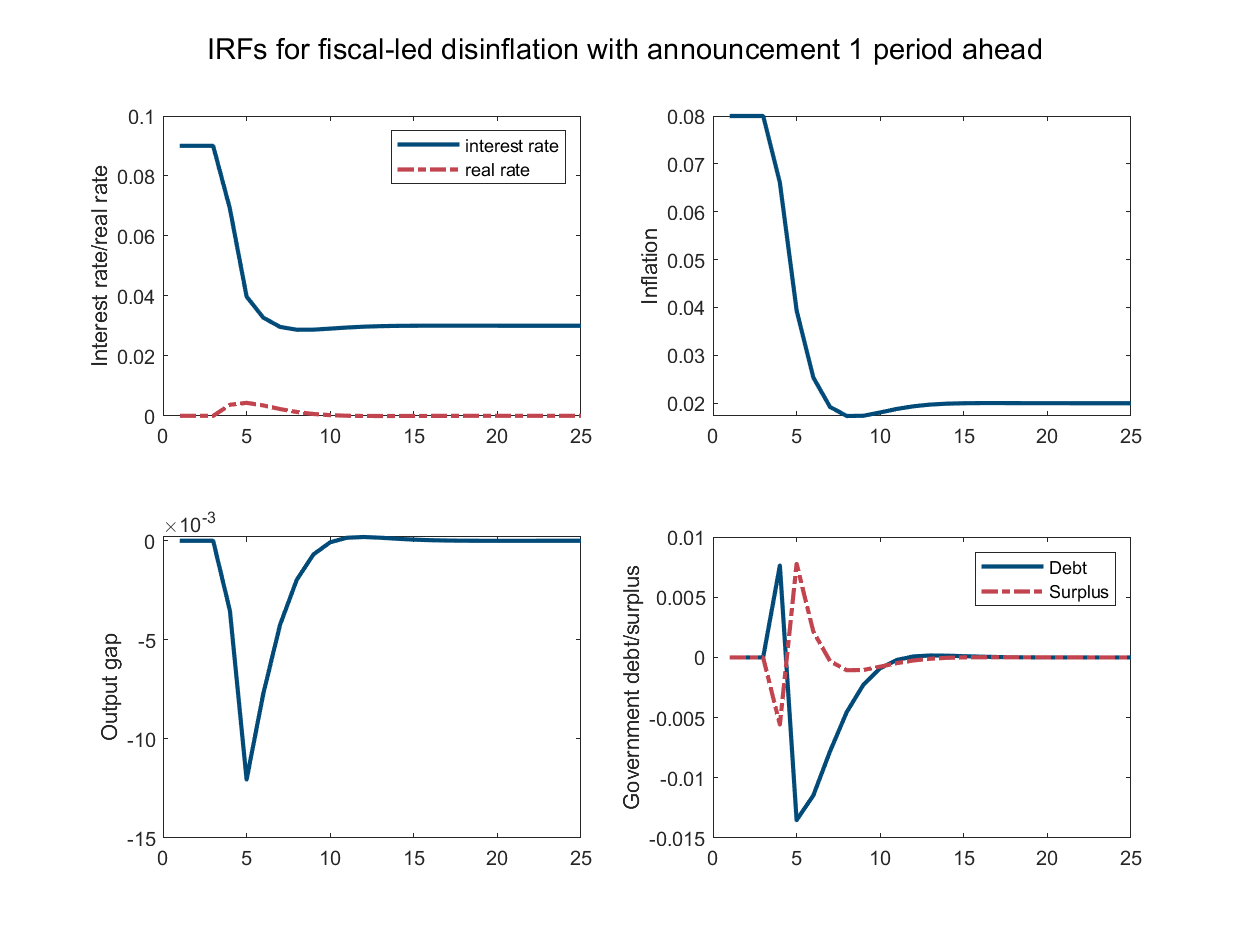 IRFs for fiscal-led disinflation with announcement 1 period ahead
Interest rate/real rate
0.1
0.08
0.06
0.04
0.02
0
interest rate
real rate
0 5 10 15 20 25
Inflation
0.08
0.07
0.06
0.05
0.04
0.03
0.02
0 5 10 15 20 25
Output gap
×10-3
0
-5
-10
-15
0 5 10 15 20 25
Government debt/surplus
0.01
0.005
0
-0.005
-0.01
-0.015
Debt
Surplus
0 5 10 15 20 25